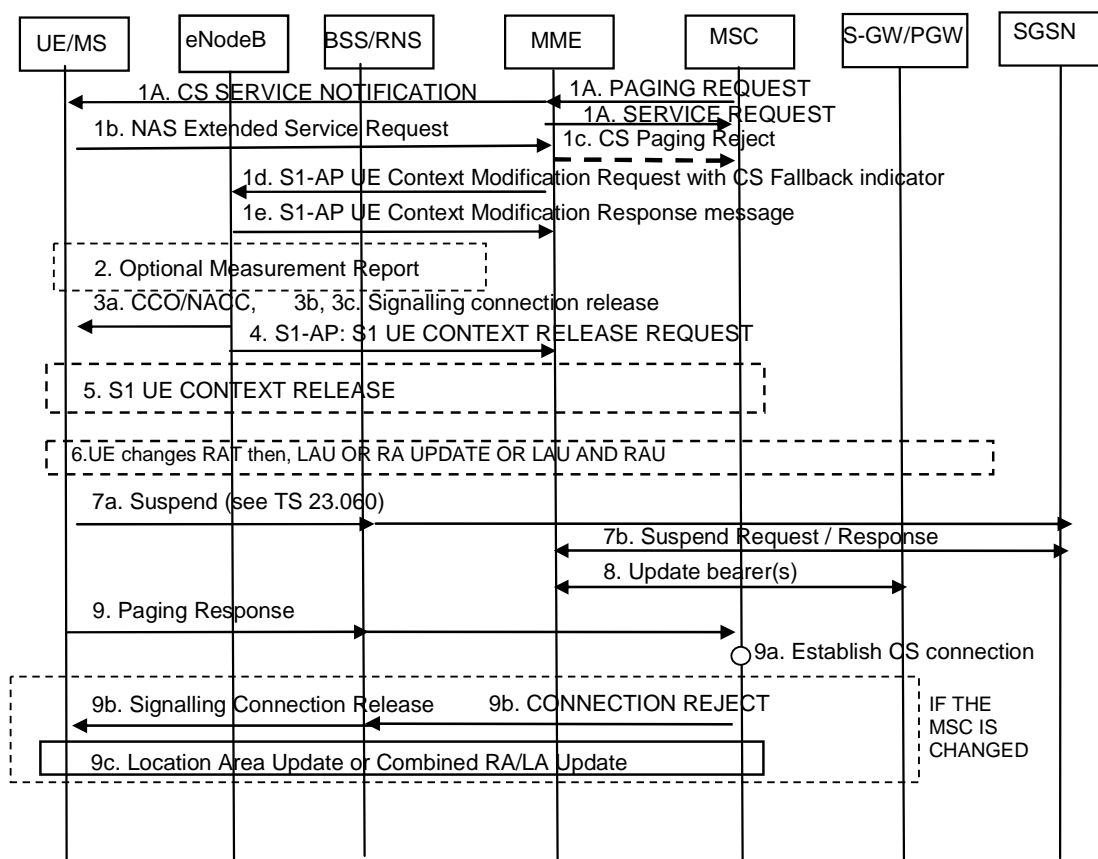 UE/MS
eNodeB
BSS/RNS
MME
MSC
S-GW/PGW
SGSN
1A. CS SERVICE NOTIFICATION
1A. PAGING REQUEST
1A. SERVICE REQUEST
1b. NAS Extended Service Request
1c. CS Paging Reject
1d. S1-AP UE Context Modification Request with CS Fallback indicator
1e. S1-AP UE Context Modification Response message
2. Optional Measurement Report
3a. CCO/NACC, 3b, 3c. Signalling connection release
4. S1-AP: S1 UE CONTEXT RELEASE REQUEST
5. S1 UE CONTEXT RELEASE
6.UE changes RAT then, LAU OR RA UPDATE OR LAU AND RAU
7a. Suspend (see TS 23.060)
7b. Suspend Request / Response
8. Update bearer(s)
9. Paging Response
9a. Establish CS connection
9b. Signalling Connection Release
9b. CONNECTION REJECT
IF THE
MSC IS
CHANGED
9c. Location Area Update or Combined RA/LA Update